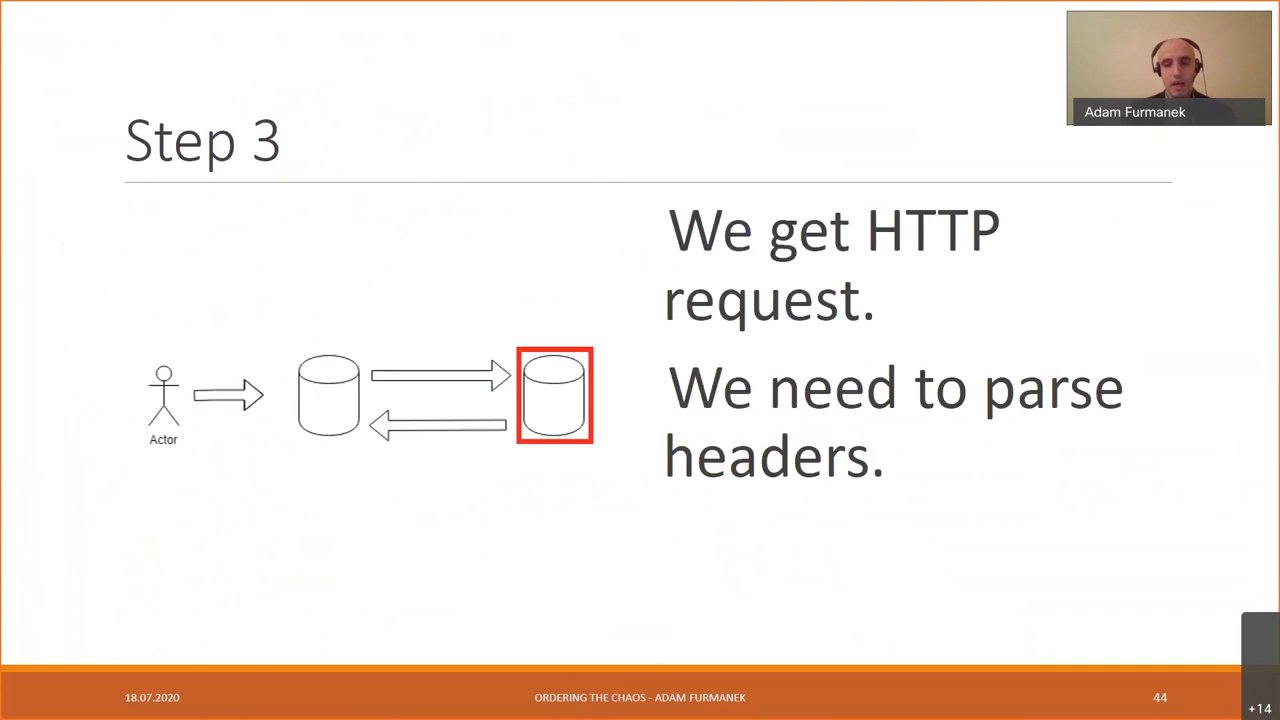 Adam Furmanek
Step 3
We get HTTP
request.
We need to parse
headers.
Actor
18.07.2020
ORDERING THE CHAOS - ADAM FURMANEK
44
+14